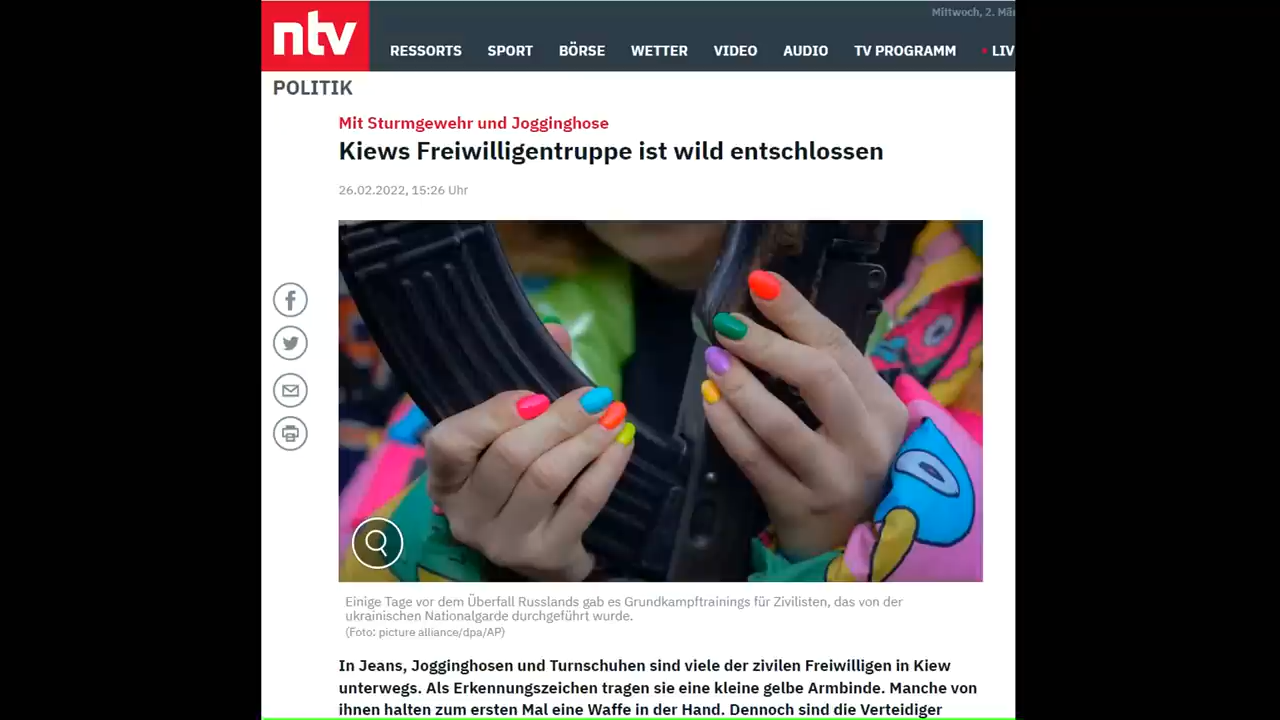 ntv
Mittwoch, 2. Mär
RESSORTS SPORT BÖRSE WETTER VIDEO AUDIO TV PROGRAMM LIV
POLITIK
Mit Sturmgewehr und Jogginghose
Kiews Freiwilligentruppe ist wild entschlossen
26.02.2022, 15:26 Uhr
Einige Tage vor dem Überfall Russlands gab es Grundkampftrainings für Zivilisten, das von der
ukrainischen Nationalgarde durchgeführt wurde.
(Foto: picture alliance/dpa/AP)
In Jeans, Jogginghosen und Turnschuhen sind viele der zivilen Freiwilligen in Kiew
unterwegs. Als Erkennungszeichen tragen sie eine kleine gelbe Armbinde. Manche von
ihnen halten zum ersten Mal eine Waffe in der Hand. Dennoch sind die Verteidiger